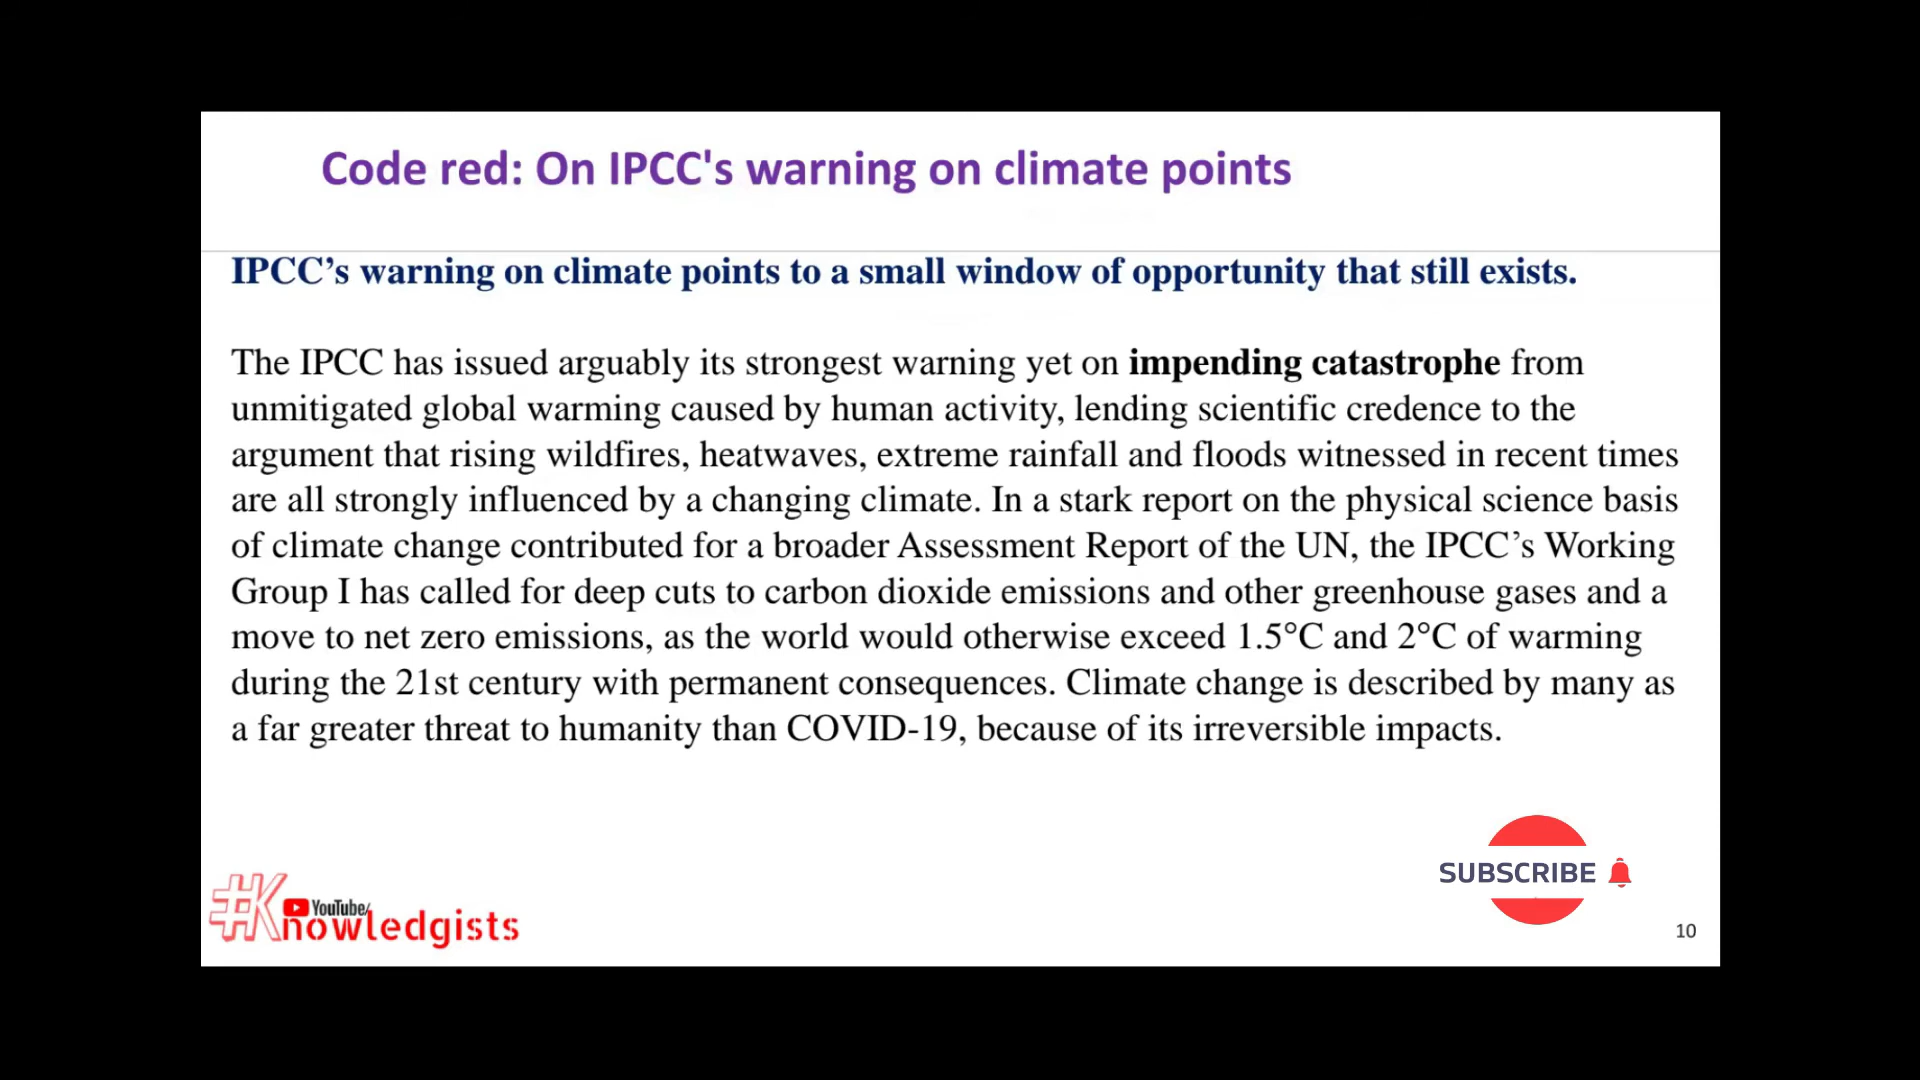 Code red: On IPCC's warning on climate points
IPCC’s warning on climate points to a small window of opportunity that still exists.
The IPCC has issued arguably its strongest warning yet on impending catastrophe from
unmitigated global warming caused by human activity, lending scientific credence to the
argument that rising wildfires, heatwaves, extreme rainfall and floods witnessed in recent times
are all strongly influenced by a changing climate. In a stark report on the physical science basis
of climate change contributed for a broader Assessment Report of the UN, the IPCC’s Working
Group I has called for deep cuts to carbon dioxide emissions and other greenhouse gases and a
move to net zero emissions, as the world would otherwise exceed 1.5°C and 2°C of warming
during the 21st century with permanent consequences. Climate change is described by many as
a far greater threat to humanity than COVID-19, because of its irreversible impacts.
SUBSCRIBE
YouTube/
#Knowledgists
10